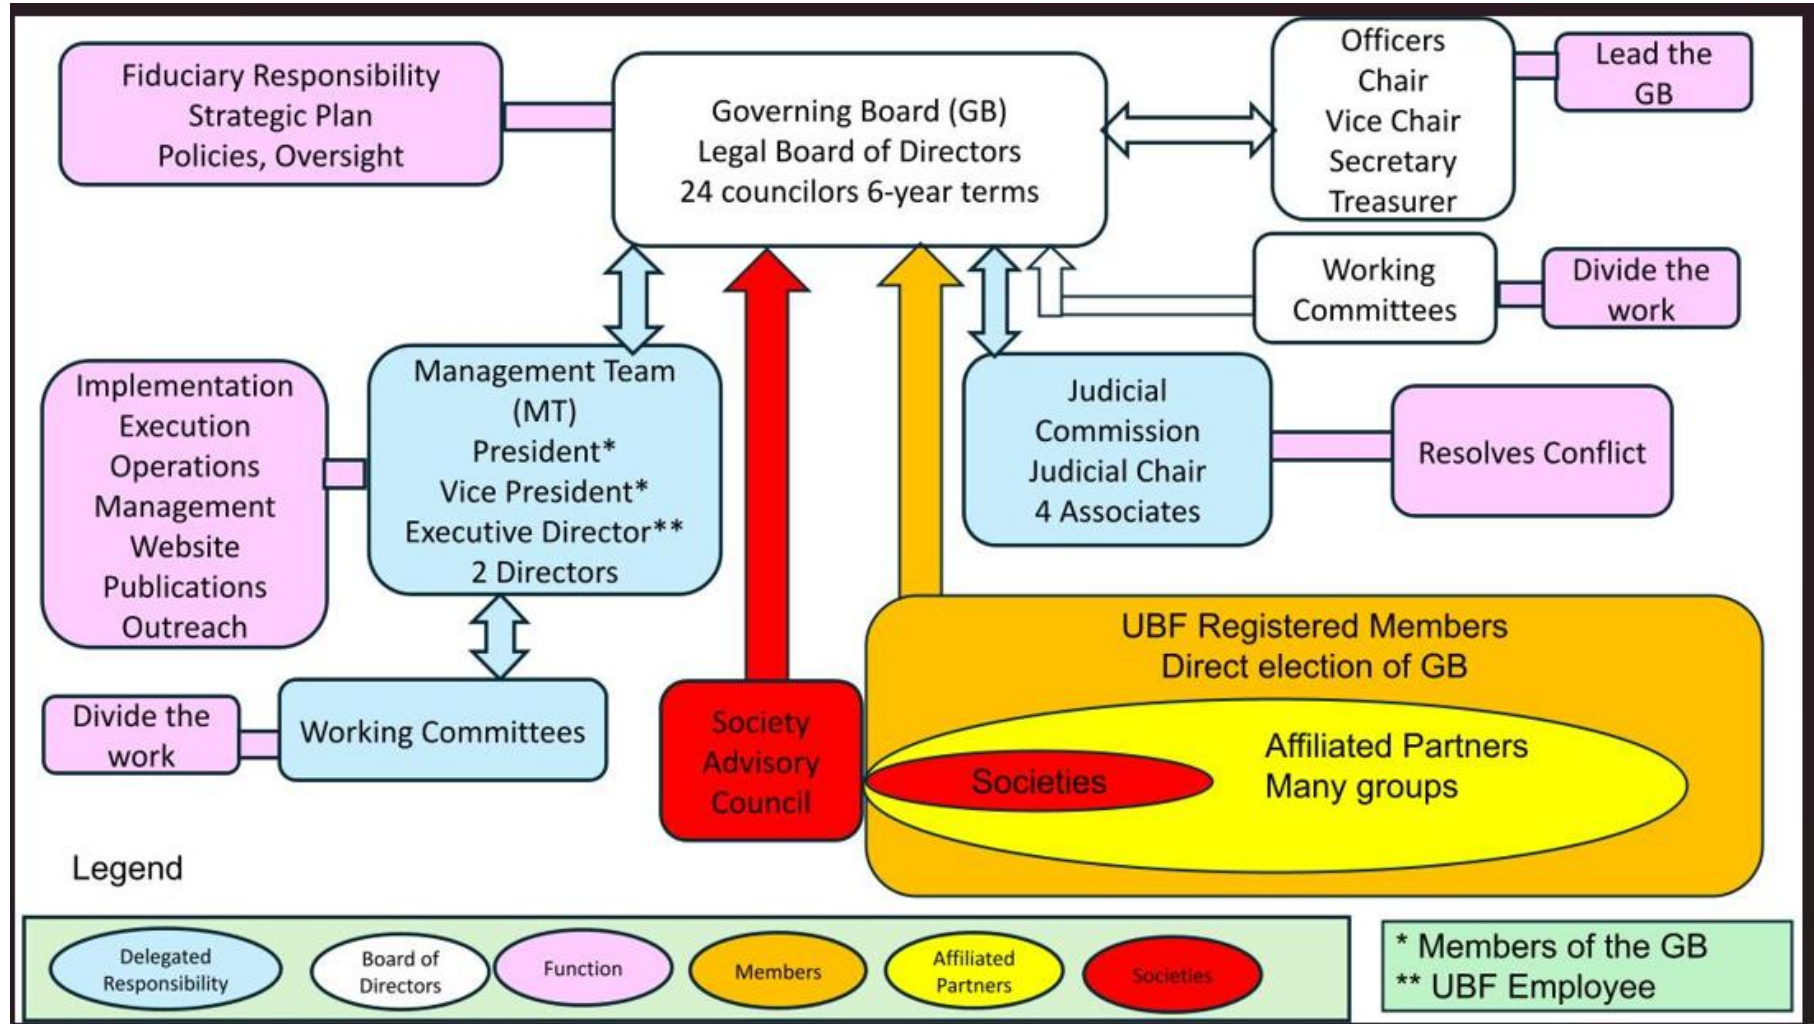 Fiduciary Responsibility
Strategic Plan
Policies, Oversight
Governing Board (GB)
Legal Board of Directors
24 councilors 6-year terms
Officers
Chair
Vice Chair
Secretary
Treasurer
Lead the
GB
Working
Committees
Divide the
work
Implementation
Execution
Operations
Management
Website
Publications
Outreach
Management Team
(MT)
President*
Vice President*
Executive Director**
2 Directors
Judicial
Commission
Judicial Chair
4 Associates
Resolves Conflict
Divide the
work
Working Committees
Society
Advisory
Council
UBF Registered Members
Direct election of GB
Societies
Affiliated Partners
Many groups
Legend
Delegated
Responsibility
Board of
Directors
Function
Members
Affiliated
Partners
Societies
* Members of the GB
** UBF Employee